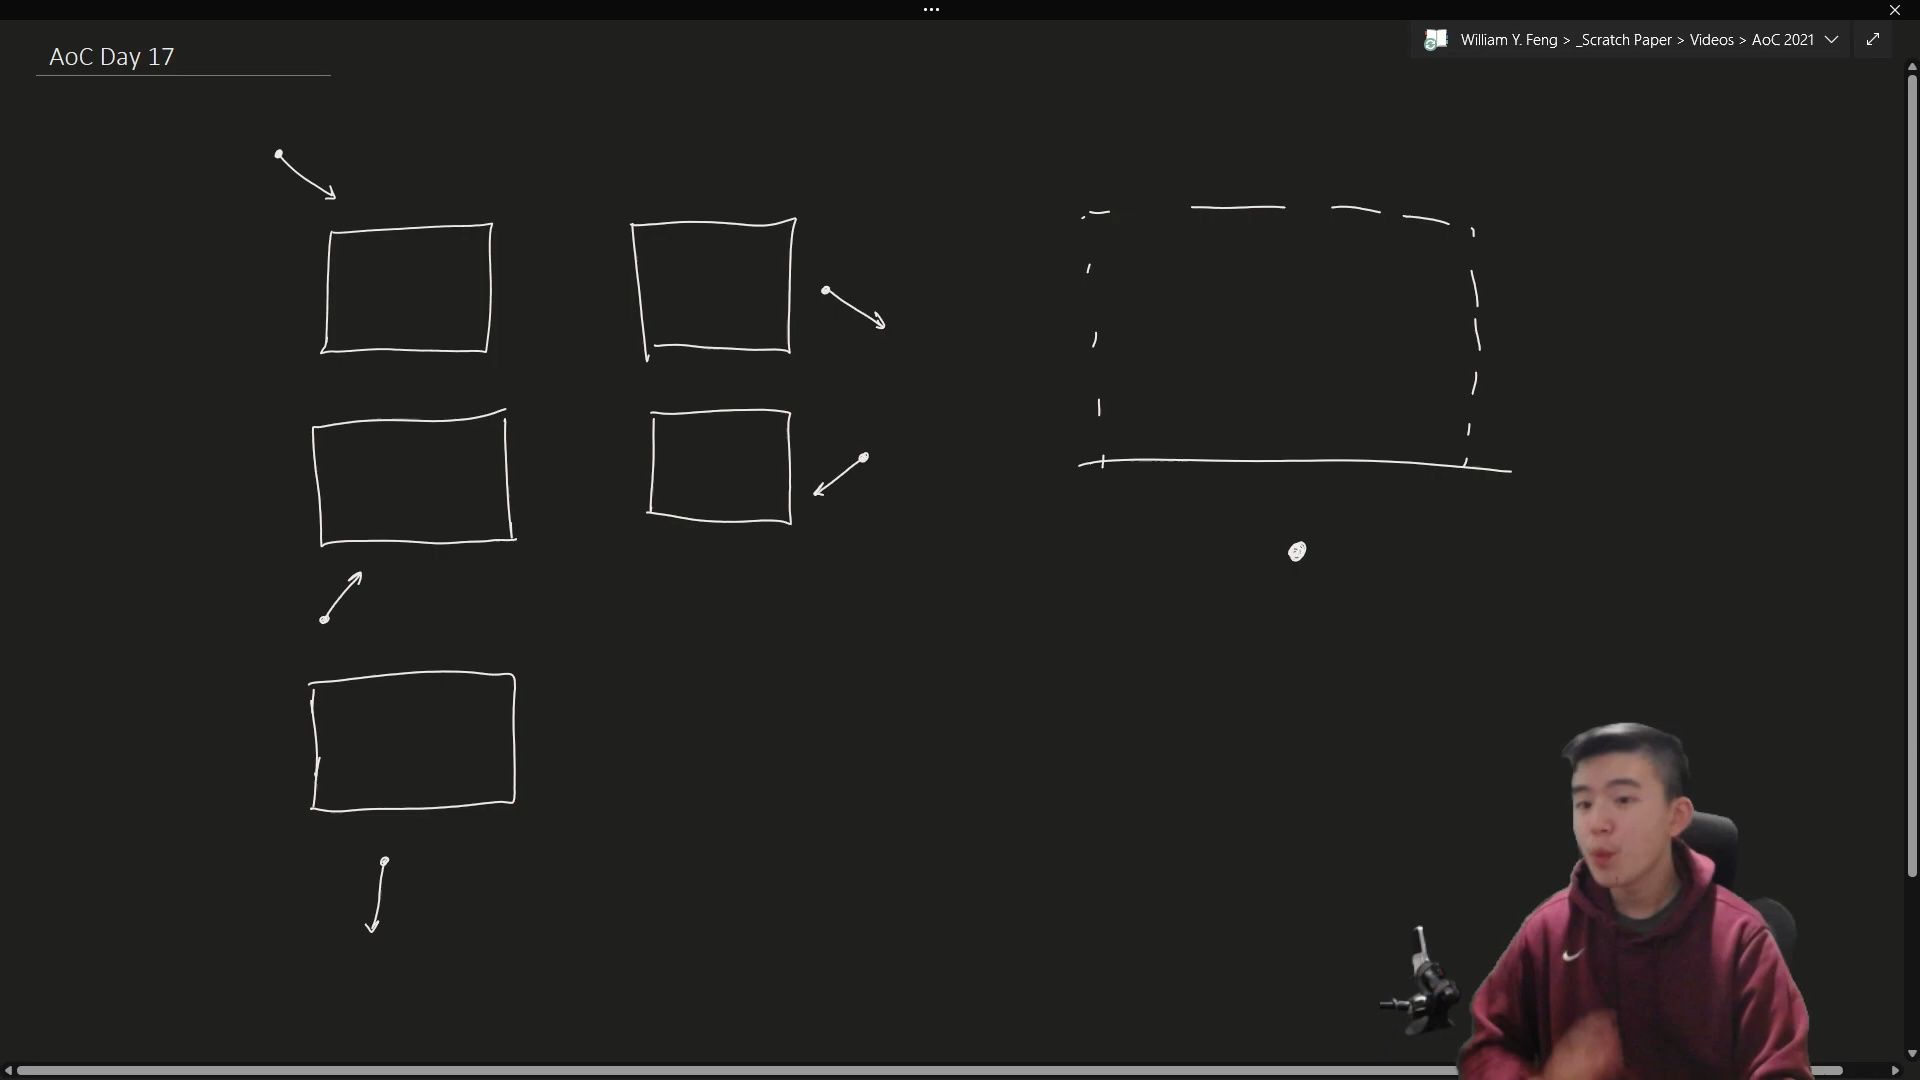 AoC Day 17
William Y. Feng > _Scratch Paper > Videos > AoC 2021